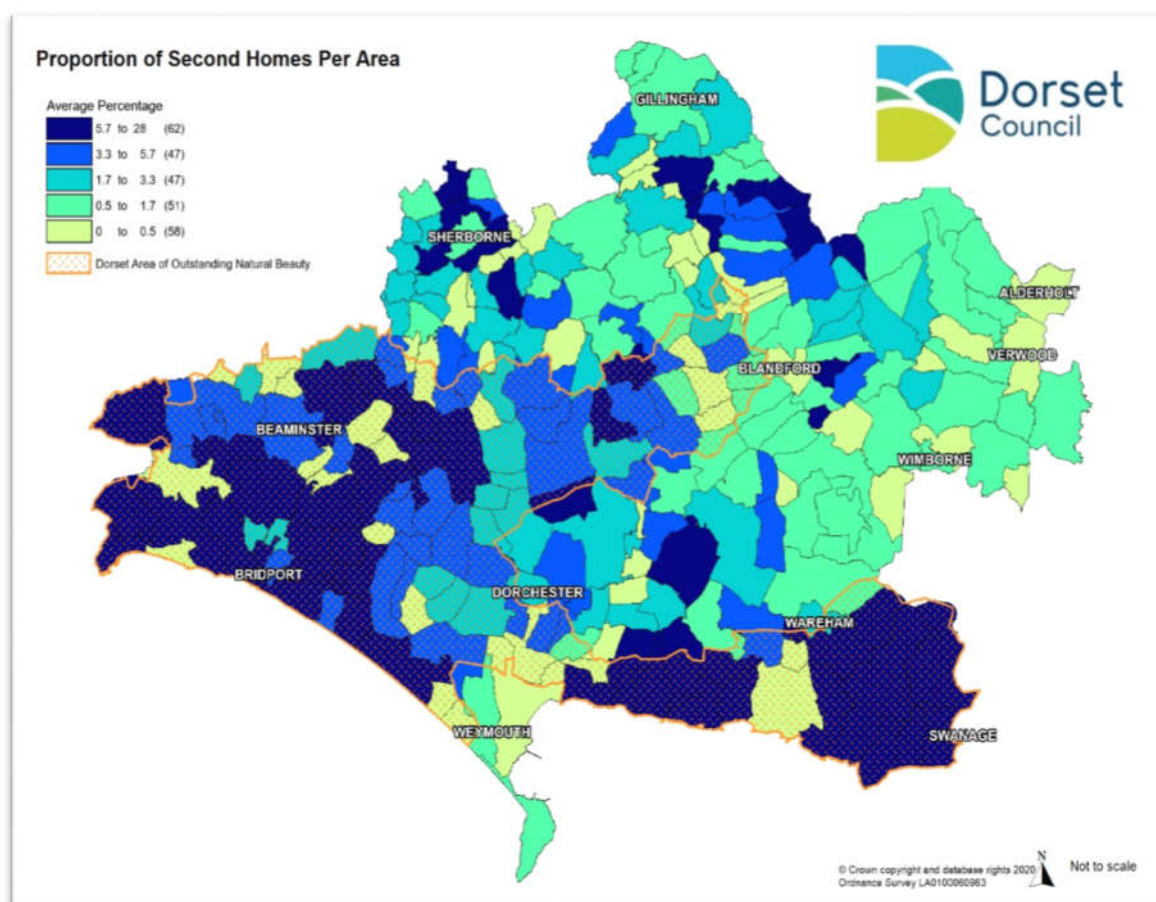 Proportion of Second Homes Per Area
Average Percentage
5.7 to 28 (62)
3.3 to 5.7 (47)
1.7 to 3.3 (47)
0.5 to 1.7 (51)
0 to 0.5 (58)
Dorset Area of Outstanding Natural Beauty
Dorset
Council
GILLINGHAM
SHERBORNE
ALDERHOLT
VERWOOD
BLANDFORD
BEAMINSTER
WIMBORNE
BRIDPORT
DORCHESTER
WAREHAM
WEYMOUTH
SWANAGE
© Crown copyright and database rights 2020
Ordnance Survey LA0100060963
N
Not to scale